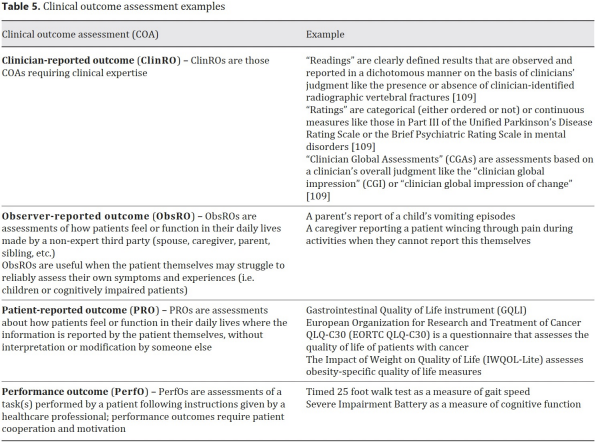 Table 5. Clinical outcome assessment examples
Clinical outcome assessment (COA)
Example
Clinician-reported outcome (ClinRO) – ClinROs are those
COAs requiring clinical expertise
“Readings” are clearly defined results that are observed and
reported in a dichotomous manner on the basis of clinicians’
judgment like the presence or absence of clinician-identified
radiographic vertebral fractures [109]
“Ratings” are categorical (either ordered or not) or continuous
measures like those in Part III of the Unified Parkinson’s Disease
Rating Scale or the Brief Psychiatric Rating Scale in mental
disorders [109]
“Clinician Global Assessments” (CGAs) are assessments based
on a clinician’s overall judgment like the “clinician global
impression” (CGI) or “clinician global impression of change”
[109]
Observer-reported outcome (ObsRO) – ObsROs are
assessments of how patients feel or function in their daily lives
made by a non-expert third party (spouse, caregiver, parent,
sibling, etc.)
ObsROs are useful when the patient themselves may struggle to
reliably assess their own symptoms and experiences (i.e.
children or cognitively impaired patients)
A parent’s report of a child’s vomiting episodes
A caregiver reporting a patient wincing through pain during
activities when they cannot report this themselves
Patient-reported outcome (PRO) – PROs are assessments
about how patients feel or function in their daily lives where the
information is reported by the patient themselves, without
interpretation or modification by someone else
Gastrointestinal Quality of Life instrument (GQLI)
European Organization for Research and Treatment of Cancer
QLQ-C30 (EORTC QLQ-C30) is a questionnaire that assesses the
quality of life of patients with cancer
The Impact of Weight on Quality of Life (IWQOL-Lite) assesses
obesity-specific quality of life measures
Performance outcome (PerfO) – PerfOs are assessments of a
task(s) performed by a patient following instructions given by a
healthcare professional; performance outcomes require patient
cooperation and motivation
Timed 25 foot walk test as a measure of gait speed
Severe Impairment Battery as a measure of cognitive function